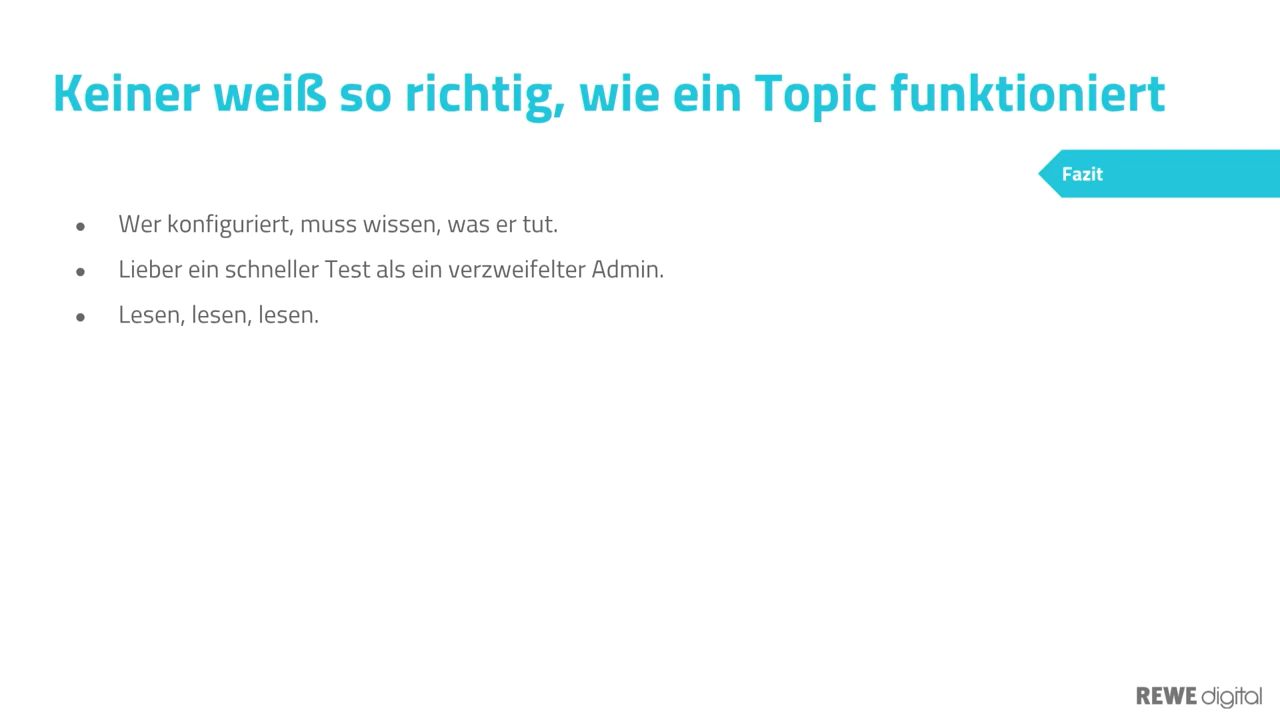 Keiner weiß so richtig, wie ein Topic funktioniert
Fazit
● Wer konfiguriert, muss wissen, was er tut.
● Lieber ein schneller Test als ein verzweifelter Admin.
● Lesen, lesen, lesen.
REWE digital